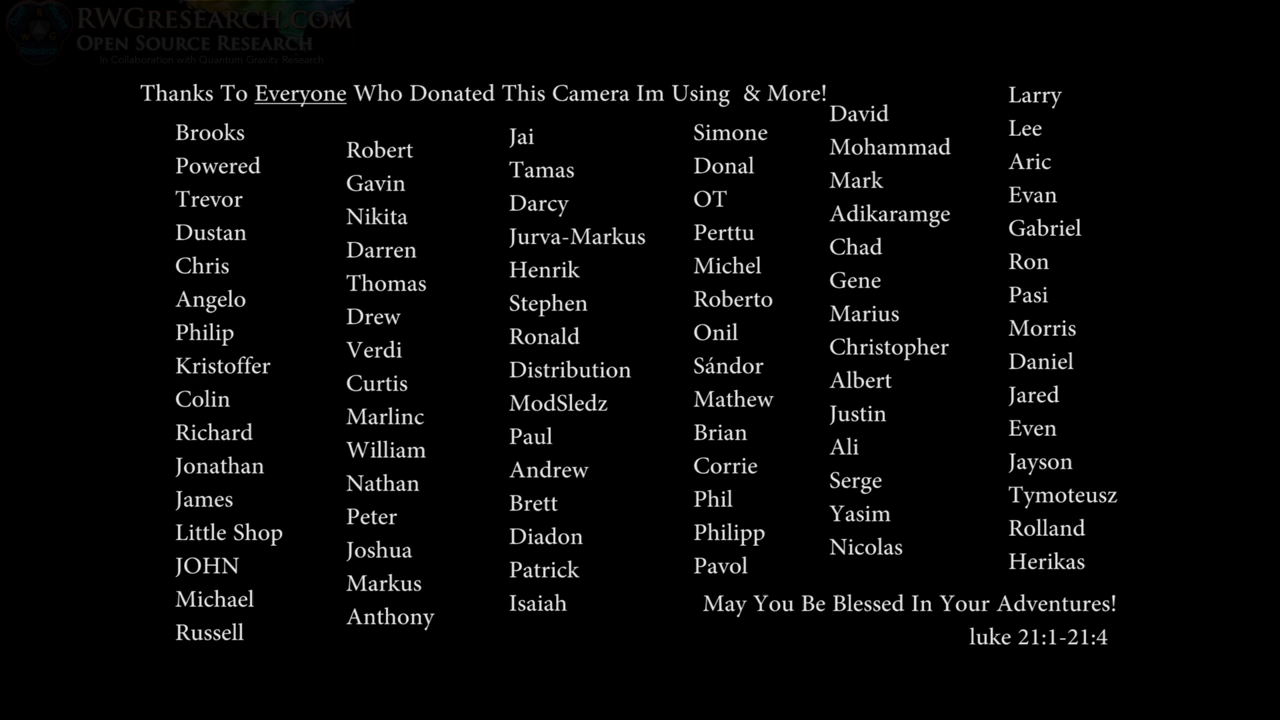 RWGRESEARCH.COM
OPEN SOURCE RESEARCH
In Collaboration with Quantum Gravity Research
Thanks To Everyone Who Donated This Camera Im Using & More!
Brooks
Powered
Trevor
Dustan
Chris
Angelo
Philip
Kristoffer
Colin
Richard
Jonathan
James
Little Shop
JOHN
Michael
Russell
Robert
Gavin
Nikita
Darren
Thomas
Drew
Verdi
Curtis
Marlinc
William
Nathan
Peter
Joshua
Markus
Anthony
Jai
Tamas
Darcy
Jurva-Markus
Henrik
Stephen
Ronald
Distribution
ModSledz
Paul
Andrew
Brett
Diadon
Patrick
Isaiah
Simone
Donal
OT
Perttu
Michel
Roberto
Onil
Sándor
Mathew
Brian
Corrie
Phil
Philipp
Pavol
David
Mohammad
Mark
Adikaramge
Chad
Gene
Marius
Christopher
Albert
Justin
Ali
Serge
Yasim
Nicolas
Larry
Lee
Aric
Evan
Gabriel
Ron
Pasi
Morris
Daniel
Jared
Even
Jayson
Tymoteusz
Rolland
Herikas
May You Be Blessed In Your Adventures!
luke 21:1-21:4